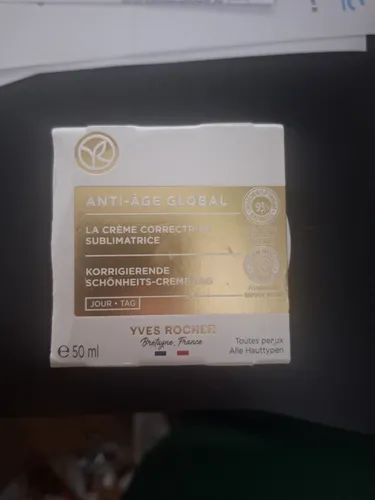 ANTI-ÂGE GLOBAL
LA CRÈME CORRECTRICE
SUBLIMATRICE
KORRIGIERENDE
SCHÖNHEITS-CREME TAG
JOUR • TAG
YVES ROCHER
Bretagne, France
e 50 ml
Toutes peaux
Alle Hauttypen